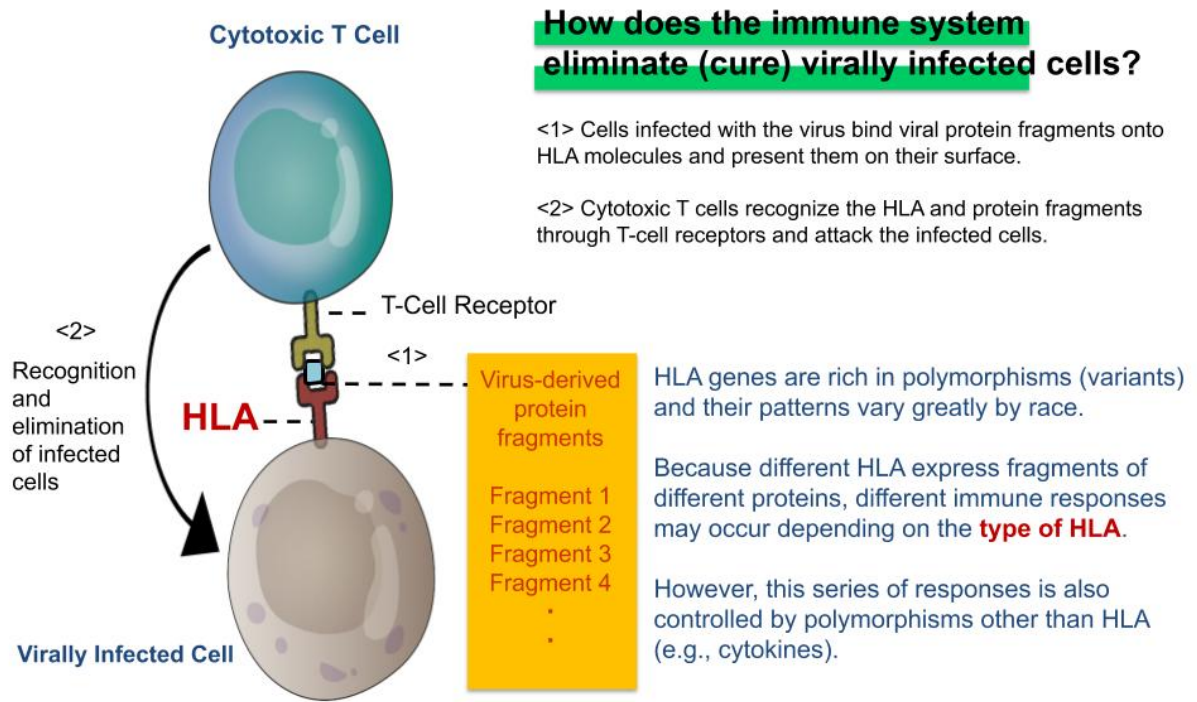 Cytotoxic T Cell
How does the immune system
eliminate (cure) virally infected cells?
<1> Cells infected with the virus bind viral protein fragments onto
HLA molecules and present them on their surface.
<2> Cytotoxic T cells recognize the HLA and protein fragments
through T-cell receptors and attack the infected cells.
T-Cell Receptor
<2>
Recognition
and
elimination
of infected
cells
<1>
HLA
Virus-derived
protein
fragments
Fragment 1
Fragment 2
Fragment 3
Fragment 4
.
.
HLA genes are rich in polymorphisms (variants)
and their patterns vary greatly by race.
Because different HLA express fragments of
different proteins, different immune responses
may occur depending on the type of HLA.
However, this series of responses is also
controlled by polymorphisms other than HLA
(e.g., cytokines).
Virally Infected Cell